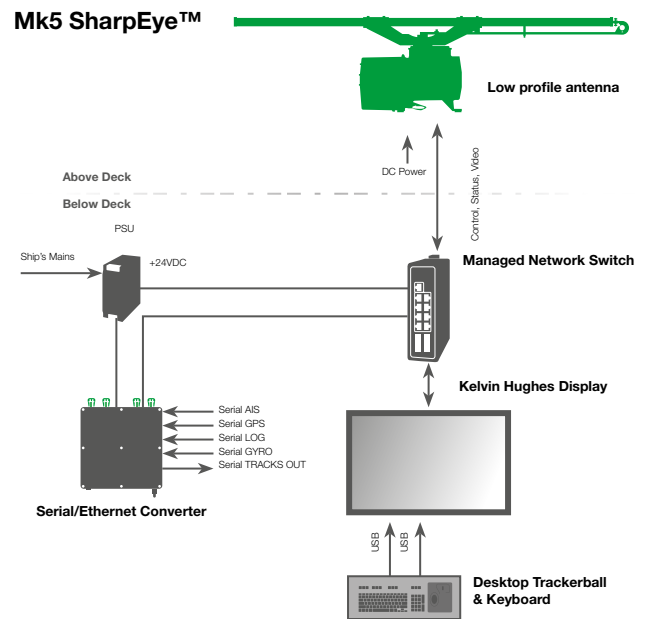 Mk5 SharpEye™
Low profile antenna
DC Power
Control, Status, Video
Above Deck
Below Deck
PSU
Ship's Mains
+24VDC
Managed Network Switch
Kelvin Hughes Display
Serial AIS
Serial GPS
Serial LOG
Serial GYRO
Serial TRACKS OUT
Serial/Ethernet Converter
USB
USB
Desktop Trackerball
& Keyboard